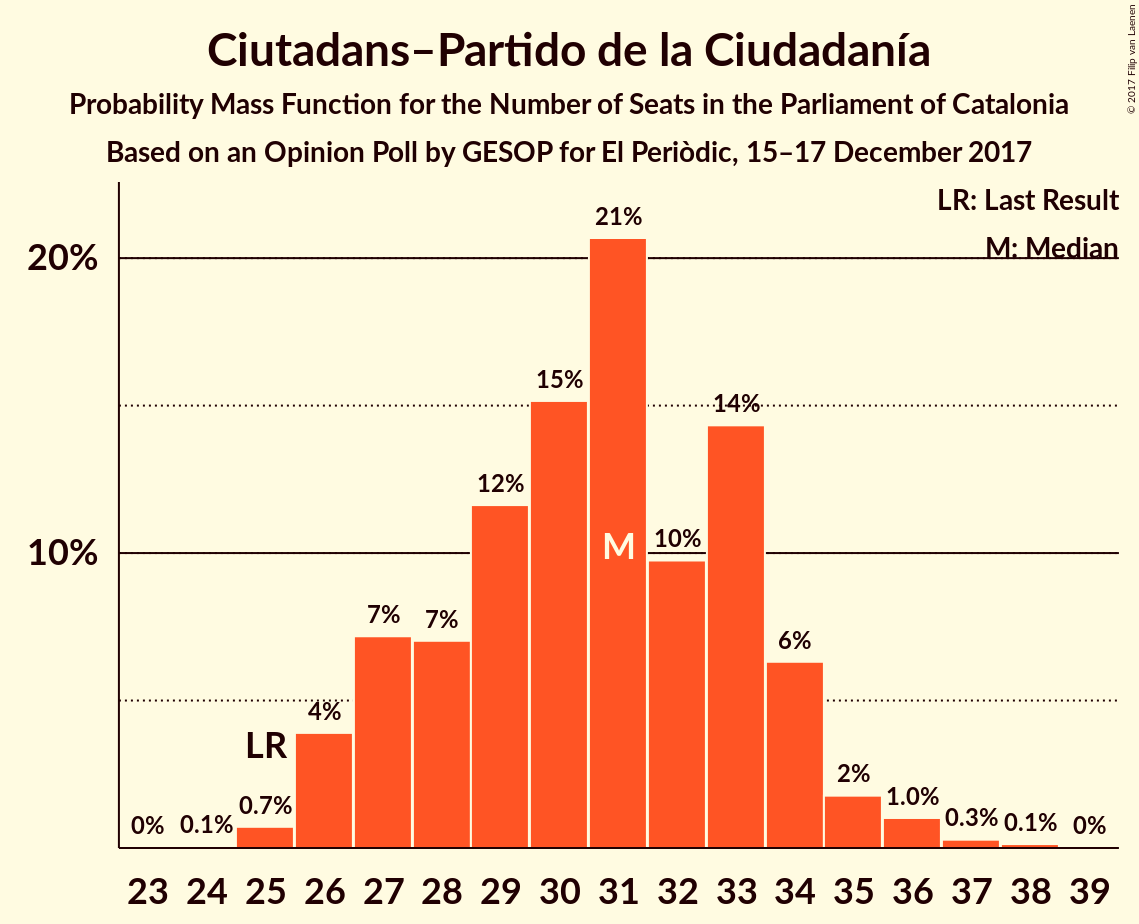 Ciutadans–Partido de la Ciudadanía
Probability Mass Function for the Number of Seats in the Parliament of Catalonia
Based on an Opinion Poll by GESOP for El Periòdic, 15–17 December 2017
© 2017 Filip van Laenen
LR: Last Result
M: Median
20%
10%
0%
0.1%
0.7%
LR
4%
7%
7%
12%
15%
21%
M
10%
14%
6%
2%
1.0%
0.3%
0.1%
0%
23 24 25 26 27 28 29 30 31 32 33 34 35 36 37 38 39